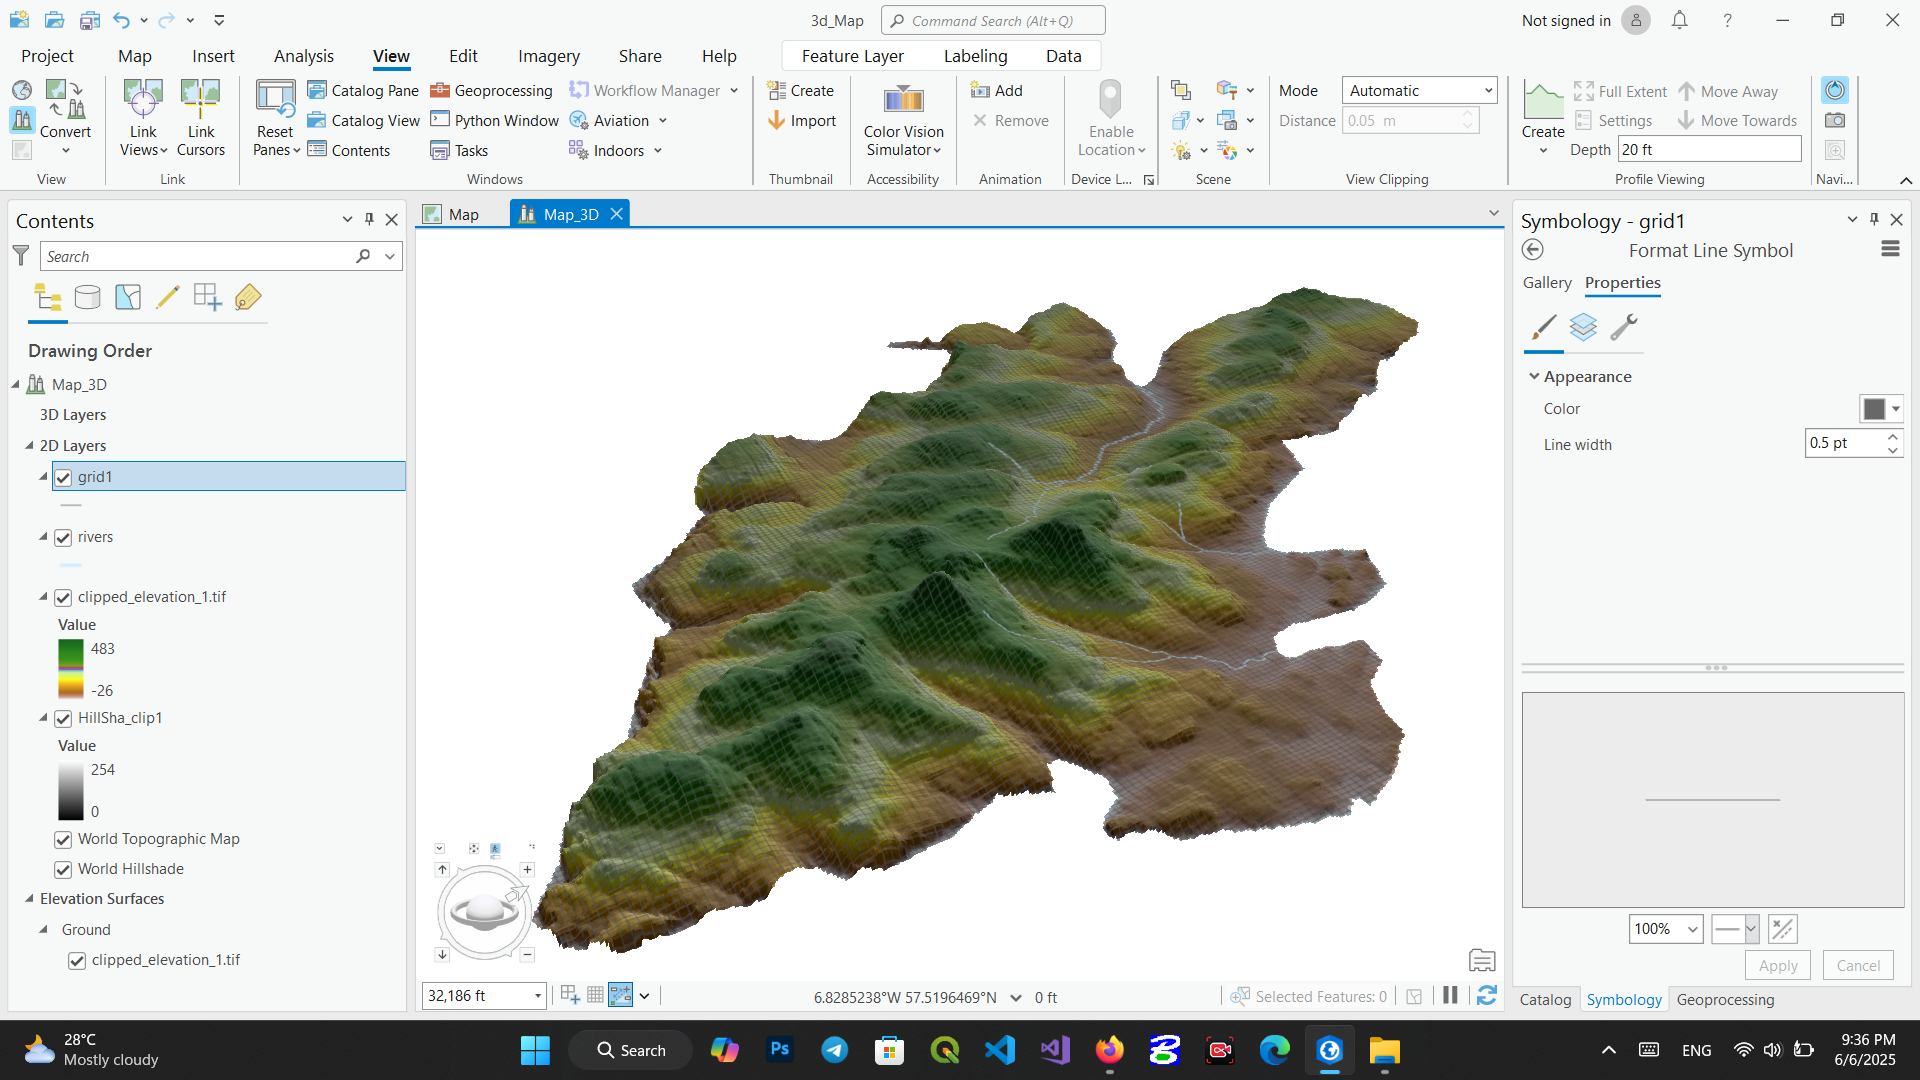 3d_Map
Command Search (Alt+Q)
Not signed in
?
Project
Map
Insert
Analysis
View
Edit
Imagery
Share
Help
Feature Layer
Labeling
Data
Convert
View
Link Views
Link Cursors
Link
Reset Panes
Catalog Pane
Catalog View
Contents
Geoprocessing
Python Window
Tasks
Workflow Manager
Aviation
Indoors
Windows
Create
Import
Thumbnail
Color Vision Simulator
Accessibility
Add
Remove
Animation
Enable Location
Device L...
Scene
Mode
Automatic
Distance
0.05 m
View Clipping
Create
Full Extent
Settings
Move Away
Move Towards
Depth
20 ft
Profile Viewing
Navi...
Contents
Search
Drawing Order
Map_3D
3D Layers
2D Layers
grid1
rivers
clipped_elevation_1.tif
Value
483
-26
HillSha_clip1
Value
254
0
World Topographic Map
World Hillshade
Elevation Surfaces
Ground
clipped_elevation_1.tif
Map
Map_3D
32,186 ft
6.8285238°W 57.5196469°N
0 ft
Selected Features: 0
Symbology - grid1
Format Line Symbol
Gallery
Properties
Appearance
Color
Line width
0.5 pt
100%
Apply
Cancel
Catalog
Symbology
Geoprocessing
28°C
Mostly cloudy
Search
Ps
ENG
9:36 PM
6/6/2025